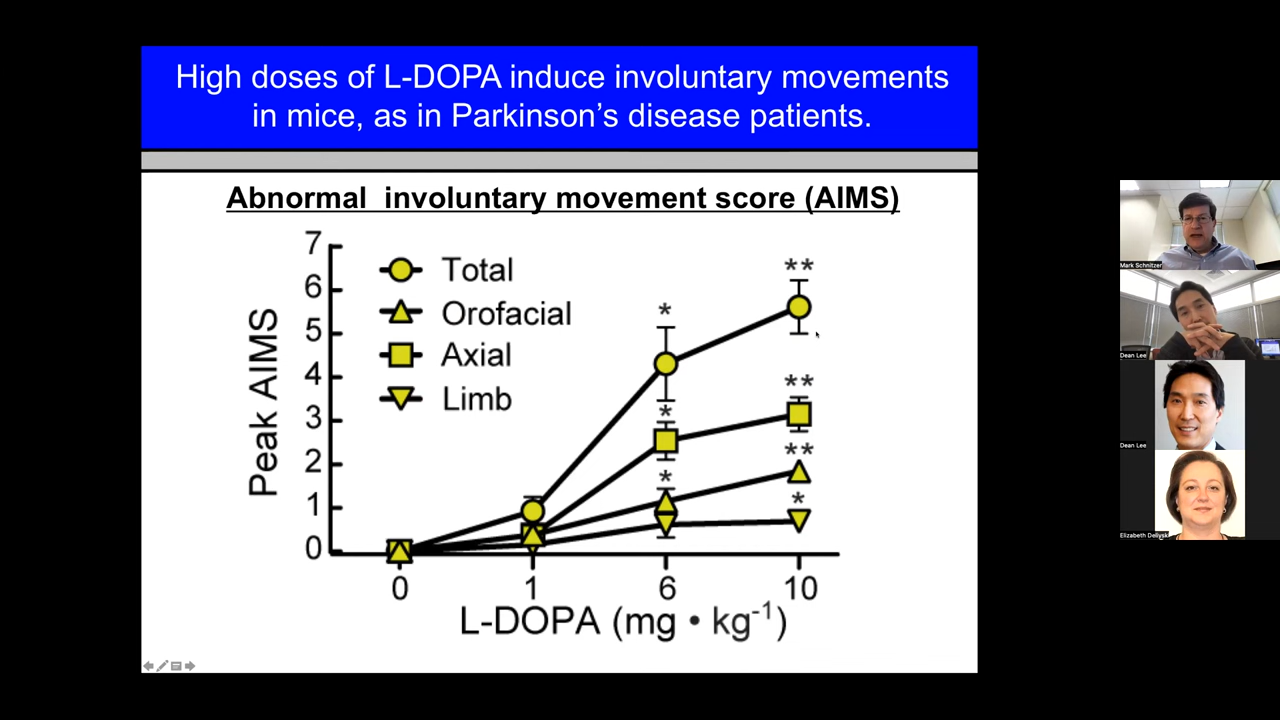 High doses of L-DOPA induce involuntary movements
in mice, as in Parkinson's disease patients.
Abnormal involuntary movement score (AIMS)
7
6
5
4
3
2
1
0
Peak AIMS
Total
Orofacial
Axial
Limb
*
**
*
**
*
**
*
0 1 6 10
L-DOPA (mg • kg-1)
Mark Schnitzer
Dean Lee
Dean Lee
Elizabeth